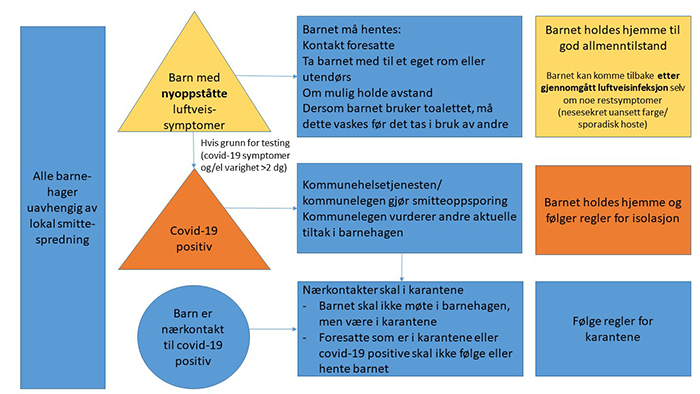 Alle barne-
hager
uavhengig av
lokal smitte-
spredning
Barn med
nyoppståtte
luftveis-
symptomer
Barnet må hentes:
Kontakt foresatte
Ta barnet med til et eget rom eller
utendørs
Om mulig holde avstand
Dersom barnet bruker toalettet, må
dette vaskes før det tas i bruk av andre
Barnet holdes hjemme til
god allmenntilstand
Barnet kan komme tilbake etter
gjennomgått luftveisinfeksjon selv
om noe restsymptomer
(nesesekret uansett farge/
sporadisk hoste)
Hvis grunn for testing
(covid-19 symptomer
og/el varighet >2 dg)
Covid-19
positiv
Kommunehelsetjenesten/
kommunelegen gjør smitteoppsporing
Kommunelegen vurderer andre aktuelle
tiltak i barnehagen
Barnet holdes hjemme og
følger regler for isolasjon
Barn er
nærkontakt
til covid-19
positiv
Nærkontakter skal i karantene
- Barnet skal ikke møte i barnehagen,
men være i karantene
- Foresatte som er i karantene eller
covid-19 positive skal ikke følge eller
hente barnet
Følge regler for
karantene